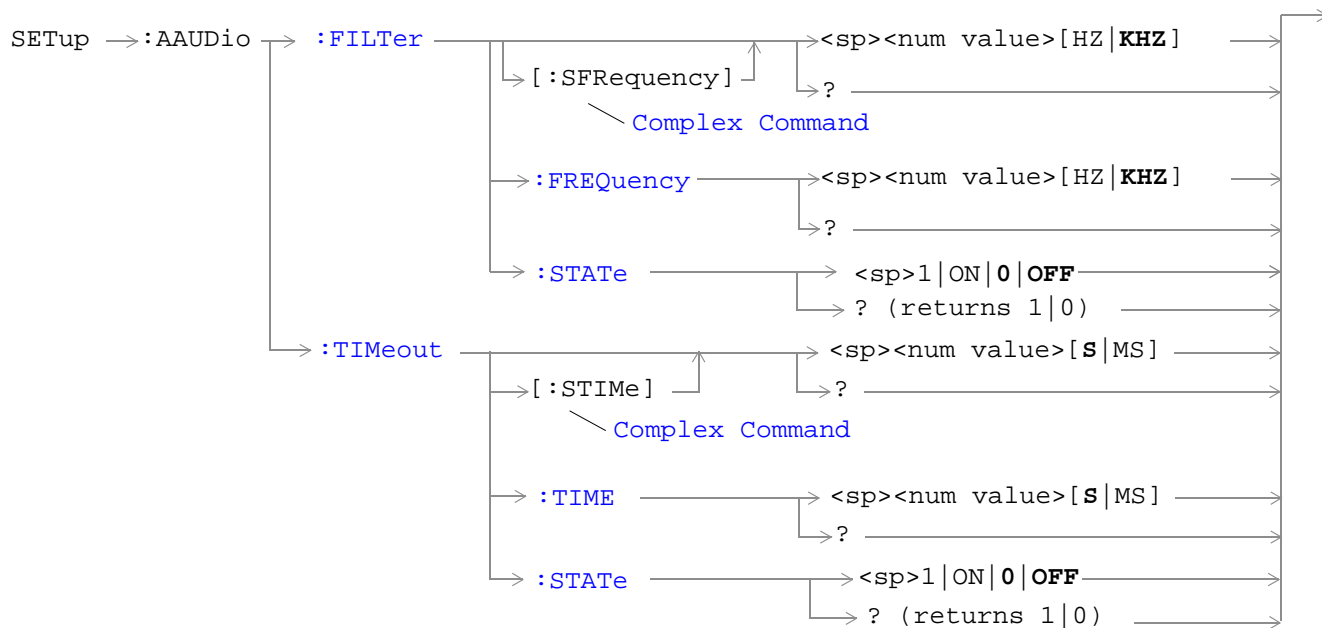 SETup :AAUDio :FILTer <sp><num value>[HZ|KHZ]
[:SFRequency] ?
Complex Command
:FREQuency <sp><num value>[HZ|KHZ]
?
:STATe <sp>1|ON|0|OFF
? (returns 1|0)
:TIMeout <sp><num value>[S|MS]
[:STIMe] ?
Complex Command
:TIME <sp><num value>[S|MS]
?
:STATe <sp>1|ON|0|OFF
? (returns 1|0)